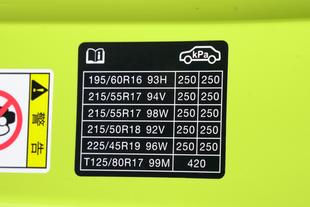 kPa
195/60R16 93H 250 250
215/55R17 94V 250 250
215/55R17 98W 250 250
215/50R18 92V 250 250
225/45R19 96W 250 250
T125/80R17 99M 420
警告